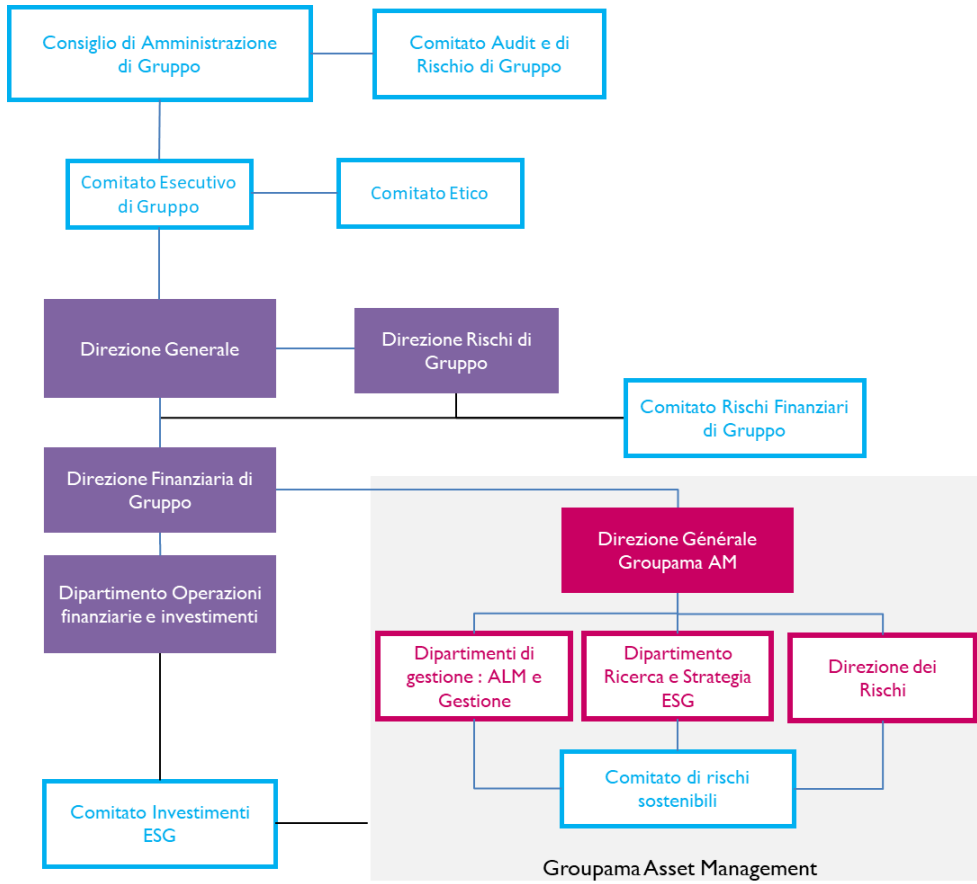 Consiglio di Amministrazione
di Gruppo
Comitato Audit e di
Rischio di Gruppo
Comitato Esecutivo
di Gruppo
Comitato Etico
Direzione Generale
Direzione Rischi di
Gruppo
Comitato Rischi Finanziari
di Gruppo
Direzione Finanziaria di
Gruppo
Direzione Générale
Groupama AM
Dipartimento Operazioni
finanziarie e investimenti
Dipartimenti di
gestione : ALM e
Gestione
Dipartimento
Ricerca e Strategia
ESG
Direzione dei
Rischi
Comitato di rischi
sostenibili
Comitato Investimenti
ESG
Groupama Asset Management